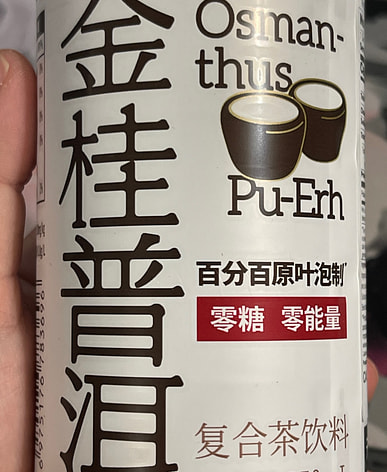 金桂普洱
Osman-
thus
Pu-Erh
百分百原叶泡制
零糖 零能量
复合茶饮料